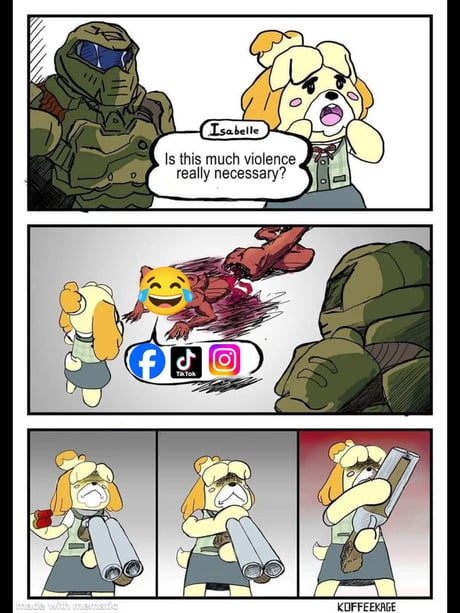 Isabelle
Is this much violence
really necessary?
TikTok
made with mematic
KOFFEEKAGE